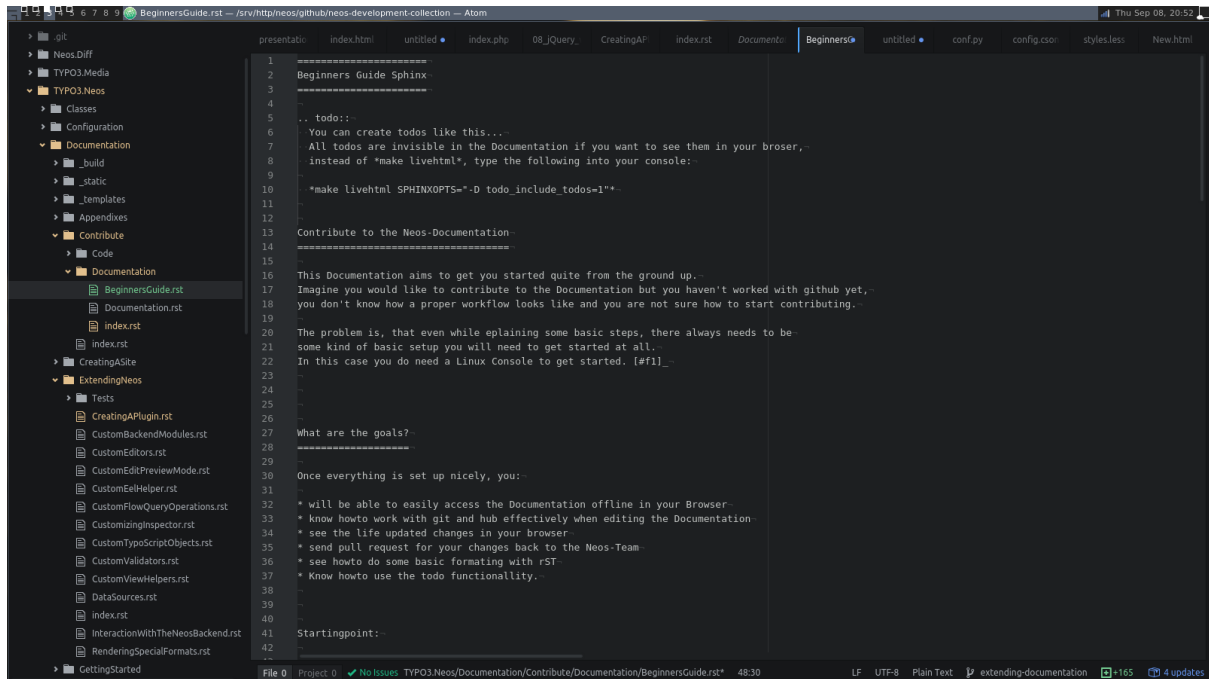 1 2 3 4 5 6 7 8 9 BeginnersGuide.rst — /srv/http/neos/github/neos-development-collection — Atom
Thu Sep 08, 20:52
.git
Neos.Diff
TYPO3.Media
TYPO3.Neos
Classes
Configuration
Documentation
_build
_static
_templates
Appendixes
Contribute
Code
Documentation
BeginnersGuide.rst
Documentation.rst
index.rst
index.rst
CreatingASite
ExtendingNeos
Tests
CreatingAPlugin.rst
CustomBackendModules.rst
CustomEditors.rst
CustomEditPreviewMode.rst
CustomEelHelper.rst
CustomFlowQueryOperations.rst
CustomizingInspector.rst
CustomTypoScriptObjects.rst
CustomValidators.rst
CustomViewHelpers.rst
DataSources.rst
index.rst
InteractionWithTheNeosBackend.rst
RenderingSpecialFormats.rst
GettingStarted
presentatio index.html untitled index.php 08_jQuery_ CreatingAP index.rst Documenta BeginnersG untitled conf.py config.cson styles.less New.html
1 ======================
2 Beginners Guide Sphinx
3 ======================
4
5 .. todo::
6 You can create todos like this...
7 All todos are invisible in the Documentation if you want to see them in your broser,
8 instead of *make livehtml*, type the following into your console:
9
10 *make livehtml SPHINXOPTS="-D todo_include_todos=1"*
11
12
13 Contribute to the Neos-Documentation
14 ====================================
15
16 This Documentation aims to get you started quite from the ground up.
17 Imagine you would like to contribute to the Documentation but you haven't worked with github yet,
18 you don't know how a proper workflow looks like and you are not sure how to start contributing.
19
20 The problem is, that even while eplaining some basic steps, there always needs to be
21 some kind of basic setup you will need to get started at all.
22 In this case you do need a Linux Console to get started. [#f1]_
23
24
25
26
27 What are the goals?
28 ===================
29
30 Once everything is set up nicely, you:
31
32 * will be able to easily access the Documentation offline in your Browser
33 * know howto work with git and hub effectively when editing the Documentation
34 * see the life updated changes in your browser
35 * send pull request for your changes back to the Neos-Team
36 * see howto do some basic formating with rST
37 * Know howto use the todo functionallity.
38
39
40
41 Startingpoint:
42
File 0 Project 0 No Issues TYPO3.Neos/Documentation/Contribute/Documentation/BeginnersGuide.rst* 48:30 LF UTF-8 Plain Text extending-documentation +165 4 updates